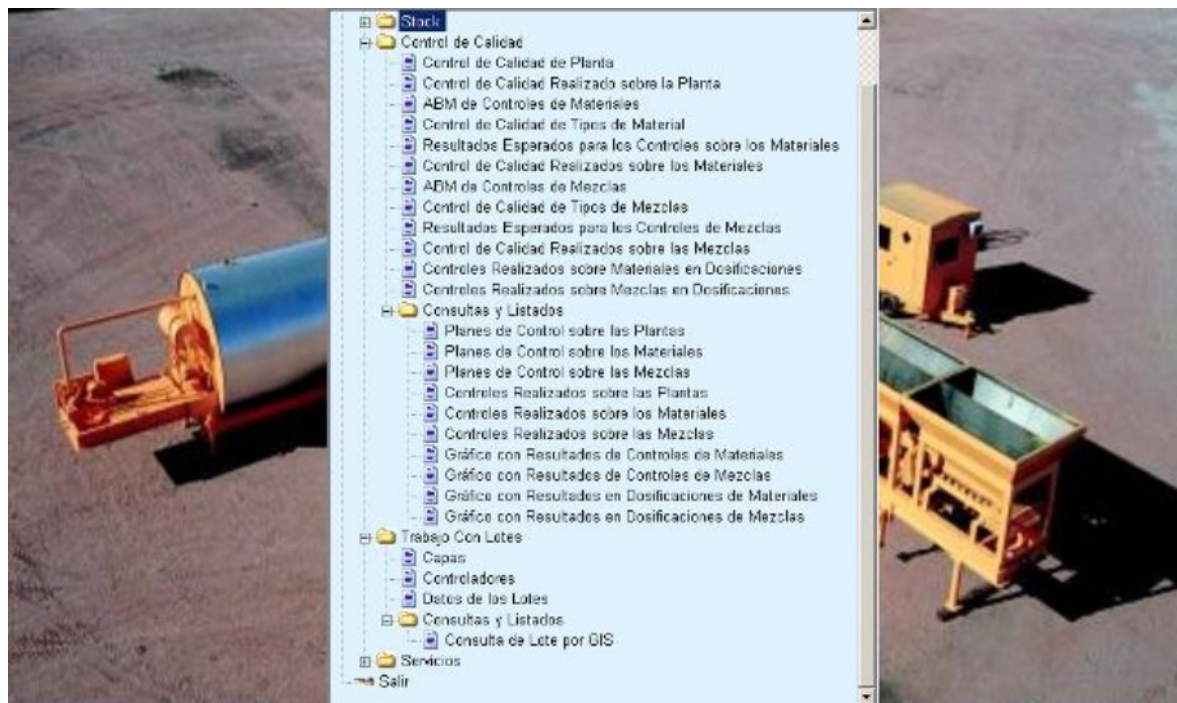 Stock
Control de Calidad
Control de Calidad de Planta
Control de Calidad Realizado sobre la Planta
ABM de Controles de Materiales
Control de Calidad de Tipos de Material
Resultados Esperados para los Controles sobre los Materiales
Control de Calidad Realizados sobre los Materiales
ABM de Controles de Mezclas
Control de Calidad de Tipos de Mezclas
Resultados Esperados para los Controles de Mezclas
Control de Calidad Realizados sobre las Mezclas
Controles Realizados sobre Materiales en Dosificaciones
Controles Realizados sobre Mezclas en Dosificaciones
Consultas y Listados
Planes de Control sobre las Plantas
Planes de Control sobre los Materiales
Planes de Control sobre las Mezclas
Controles Realizados sobre las Plantas
Controles Realizados sobre los Materiales
Controles Realizados sobre las Mezclas
Gráfico con Resultados de Controles de Materiales
Gráfico con Resultados de Controles de Mezclas
Gráfico con Resultados en Dosificaciones de Materiales
Gráfico con Resultados en Dosificaciones de Mezclas
Trabajo Con Lotes
Capas
Controladores
Datos de los Lotes
Consultas y Listados
Consulta de Lote por GIS
Servicios
Salir